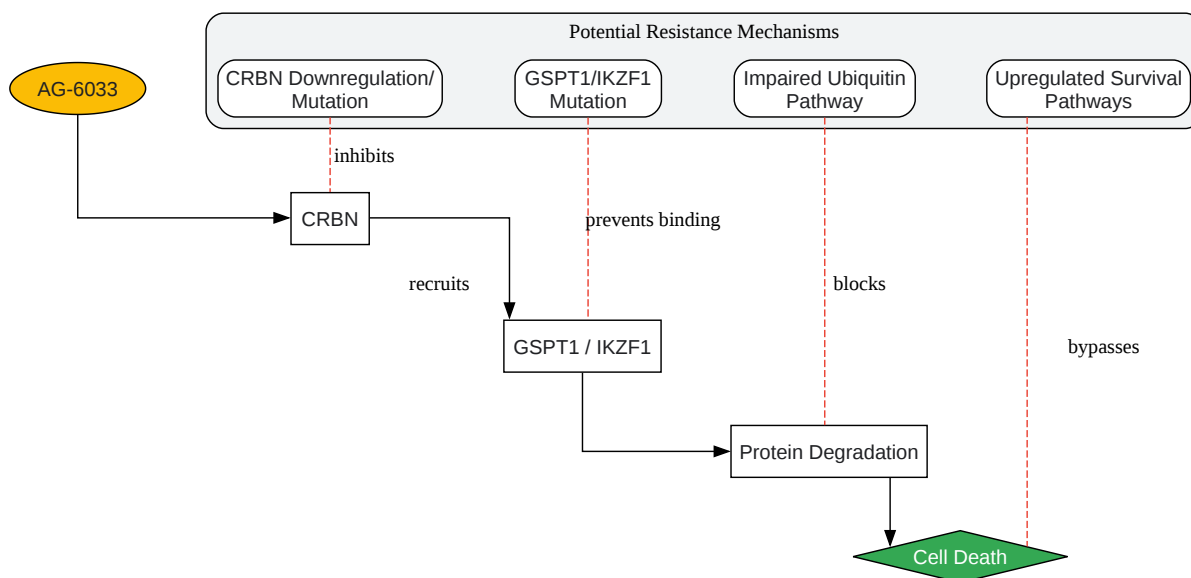 Potential Resistance Mechanisms
AG-6033
CRBN Downregulation/
Mutation
GSPT1/IKZF1
Mutation
Impaired Ubiquitin
Pathway
Upregulated Survival
Pathways
inhibits
CRBN
prevents binding
recruits
blocks
GSPT1 / IKZF1
bypasses
Protein Degradation
Cell Death